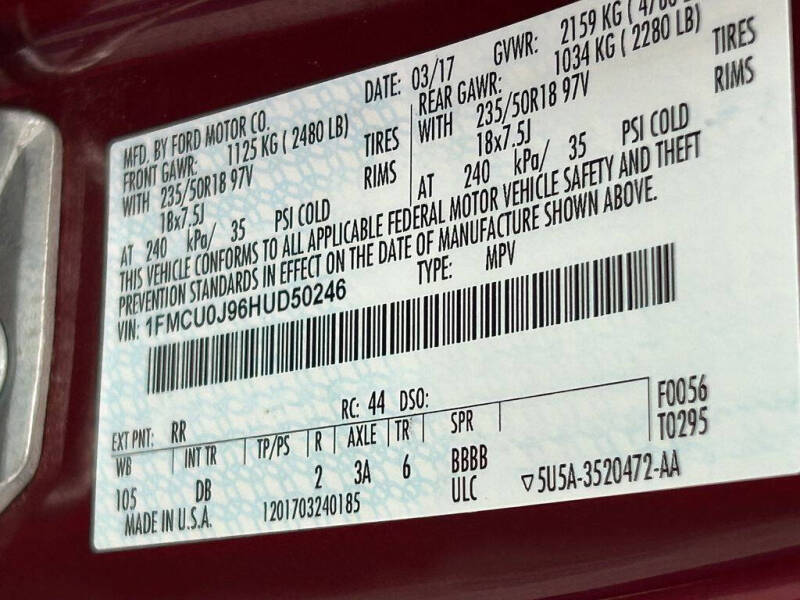 MFD. BY FORD MOTOR CO. DATE: 03/17 GVWR: 2159 KG
FRONT GAWR: 1125 KG ( 2480 LB) REAR GAWR: 1034 KG ( 2280 LB)
WITH 235/50R18 97V TIRES WITH 235/50R18 97V TIRES
18x7.5J RIMS 18x7.5J RIMS
AT 240 kPa/ 35 PSI COLD AT 240 kPa/ 35 PSI COLD
THIS VEHICLE CONFORMS TO ALL APPLICABLE FEDERAL MOTOR VEHICLE SAFETY AND THEFT
PREVENTION STANDARDS IN EFFECT ON THE DATE OF MANUFACTURE SHOWN ABOVE.
VIN: 1FMCU0J96HUD50246 TYPE: MPV
EXT PNT: RR RC: 44 DSO: F0056
WB INT TR TP/PS R AXLE TR SPR T0295
105 DB 2 3A 6 BBBB
MADE IN U.S.A. 1201703240185 ULC ▽5U5A-3520472-AA